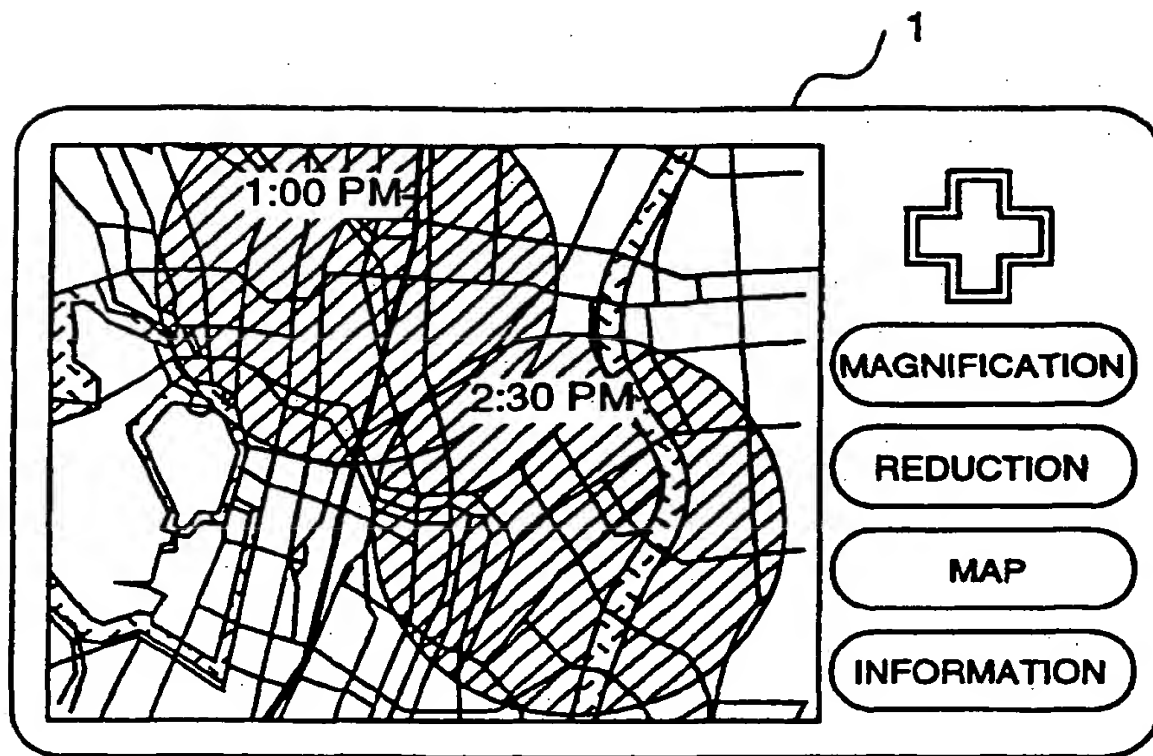 1
1:00 PM
2:30 PM
MAGNIFICATION
REDUCTION
MAP
INFORMATION